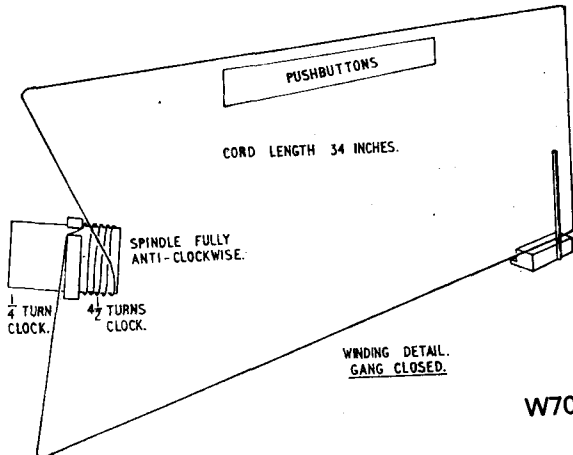 PUSHBUTTONS
CORD LENGTH 34 INCHES.
SPINDLE FULLY
ANTI-CLOCKWISE.
1/4 TURN
CLOCK.
4 1/2 TURNS
CLOCK.
WINDING DETAIL.
GANG CLOSED.
W70